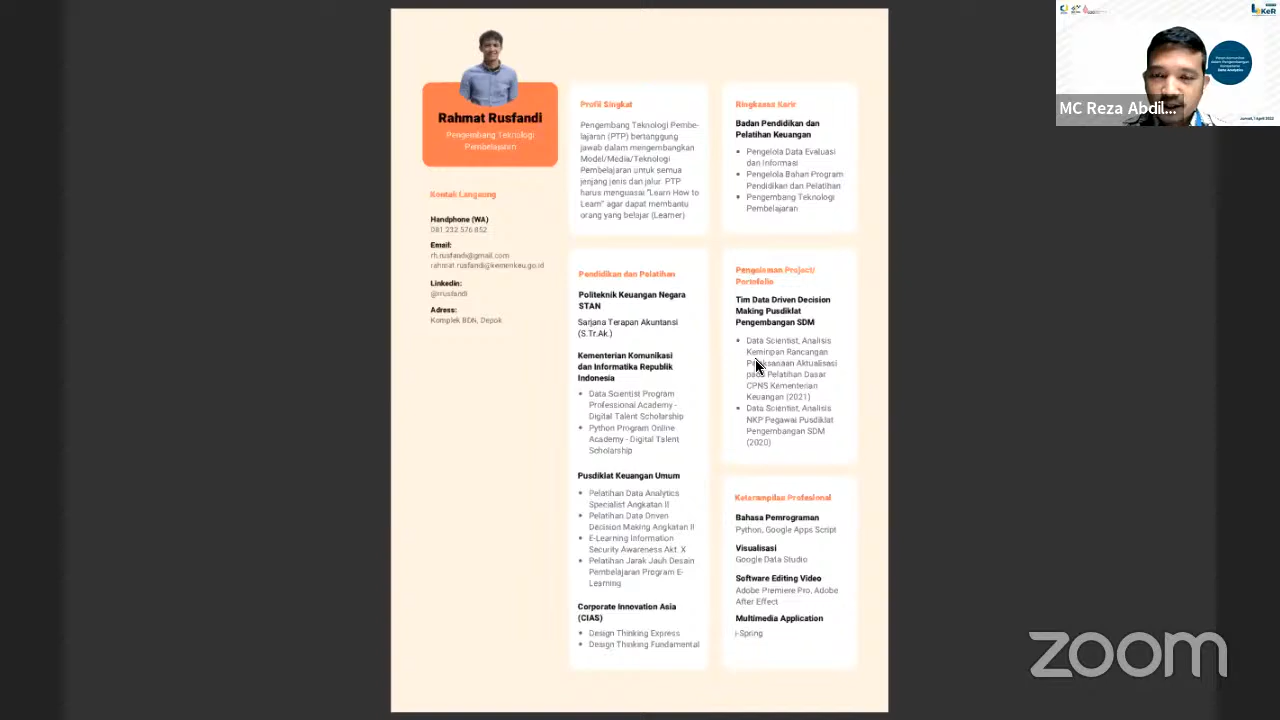 Rahmat Rusfandi
Pengembang Teknologi
Pembelajaran
Kontak Langsung
Handphone (WA)
081 232 576 852
Email:
rh.rusfandi@gmail.com
rahmat.rusfandi@kemenkeu.go.id
Linkedin:
@rrusfandi
Adress:
Komplek BDN, Depok
Profil Singkat
Pengembang Teknologi Pembe-
lajaran (PTP) bertanggung
jawab dalam mengembangkan
Model/Media/Teknologi
Pembelajaran untuk semua
jenjang jenis dan jalur. PTP
harus menguasai "Learn How to
Learn" agar dapat membantu
orang yang belajar (Learner)
Pendidikan dan Pelatihan
Politeknik Keuangan Negara
STAN
Sarjana Terapan Akuntansi
(S.Tr.Ak.)
Kementerian Komunikasi
dan Informatika Republik
Indonesia
• Data Scientist Program
Professional Academy -
Digital Talent Scholarship
• Python Program Online
Academy - Digital Talent
Scholarship
Pusdiklat Keuangan Umum
• Pelatihan Data Analytics
Specialist Angkatan II
• Pelatihan Data Driven
Decision Making Angkatan II
• E-Learning Information
Security Awareness Akt. X
• Pelatihan Jarak Jauh Desain
Pembelajaran Program E-
Learning
Corporate Innovation Asia
(CIAS)
• Design Thinking Express
• Design Thinking Fundamental
Ringkasan Karir
Badan Pendidikan dan
Pelatihan Keuangan
• Pengelola Data Evaluasi
dan Informasi
• Pengelola Bahan Program
Pendidikan dan Pelatihan
• Pengembang Teknologi
Pembelajaran
Pengalaman Project/
Portofolio
Tim Data Driven Decision
Making Pusdiklat
Pengembangan SDM
• Data Scientist, Analisis
Kemiripan Rancangan
Pelaksanaan Aktualisasi
pada Pelatihan Dasar
CPNS Kementerian
Keuangan (2021)
• Data Scientist, Analisis
NKP Pegawai Pusdiklat
Pengembangan SDM
(2020)
Keterampilan Profesional
Bahasa Pemrograman
Python, Google Apps Script
Visualisasi
Google Data Studio
Software Editing Video
Adobe Premiere Pro, Adobe
After Effect
Multimedia Application
i-Spring
MC Reza Abdil...
Jumat, 1 April 2022
zoom